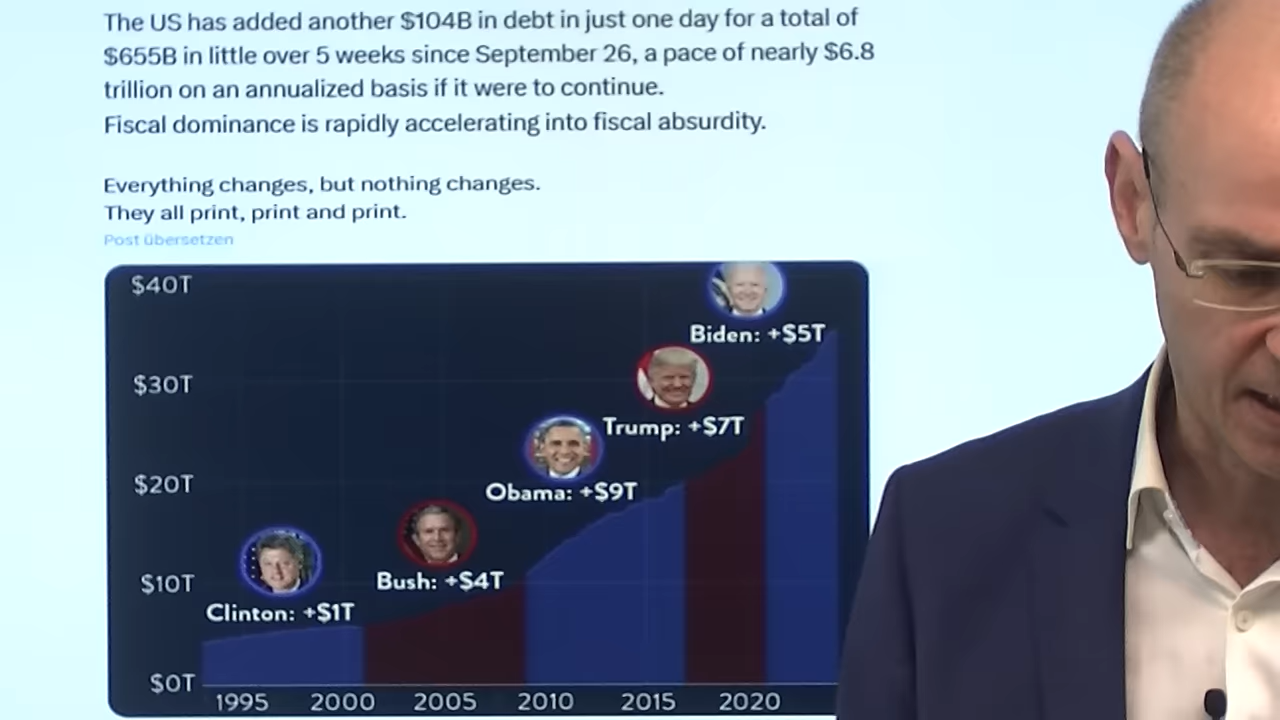 The US has added another $104B in debt in just one day for a total of
$655B in little over 5 weeks since September 26, a pace of nearly $6.8
trillion on an annualized basis if it were to continue.
Fiscal dominance is rapidly accelerating into fiscal absurdity.
Everything changes, but nothing changes.
They all print, print and print.
Post übersetzen
$40T
Biden: +$5T
$30T
Trump: +$7T
$20T
Obama: +$9T
$10T
Bush: +$4T
Clinton: +$1T
$0T
1995 2000 2005 2010 2015 2020